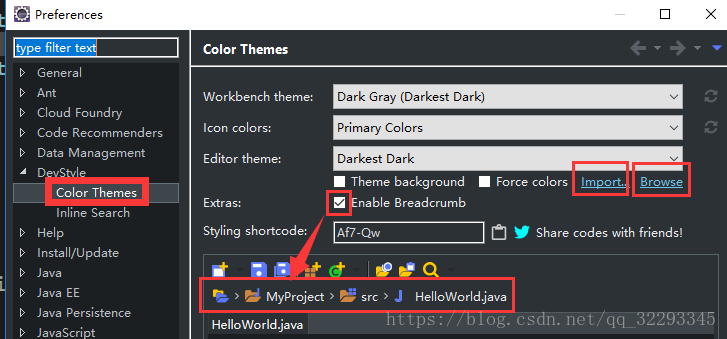 Preferences
type filter text
General
Ant
Cloud Foundry
Code Recommenders
Data Management
DevStyle
Color Themes
Inline Search
Help
Install/Update
Java
Java EE
Java Persistence
JavaScript
Color Themes
Workbench theme: Dark Gray (Darkest Dark)
Icon colors: Primary Colors
Editor theme: Darkest Dark
Theme background Force colors Import... Browse
Extras: Enable Breadcrumb
Styling shortcode: Af7-Qw Share codes with friends!
MyProject src HelloWorld.java
HelloWorld.java
https://blog.csdn.net/qq_32293345